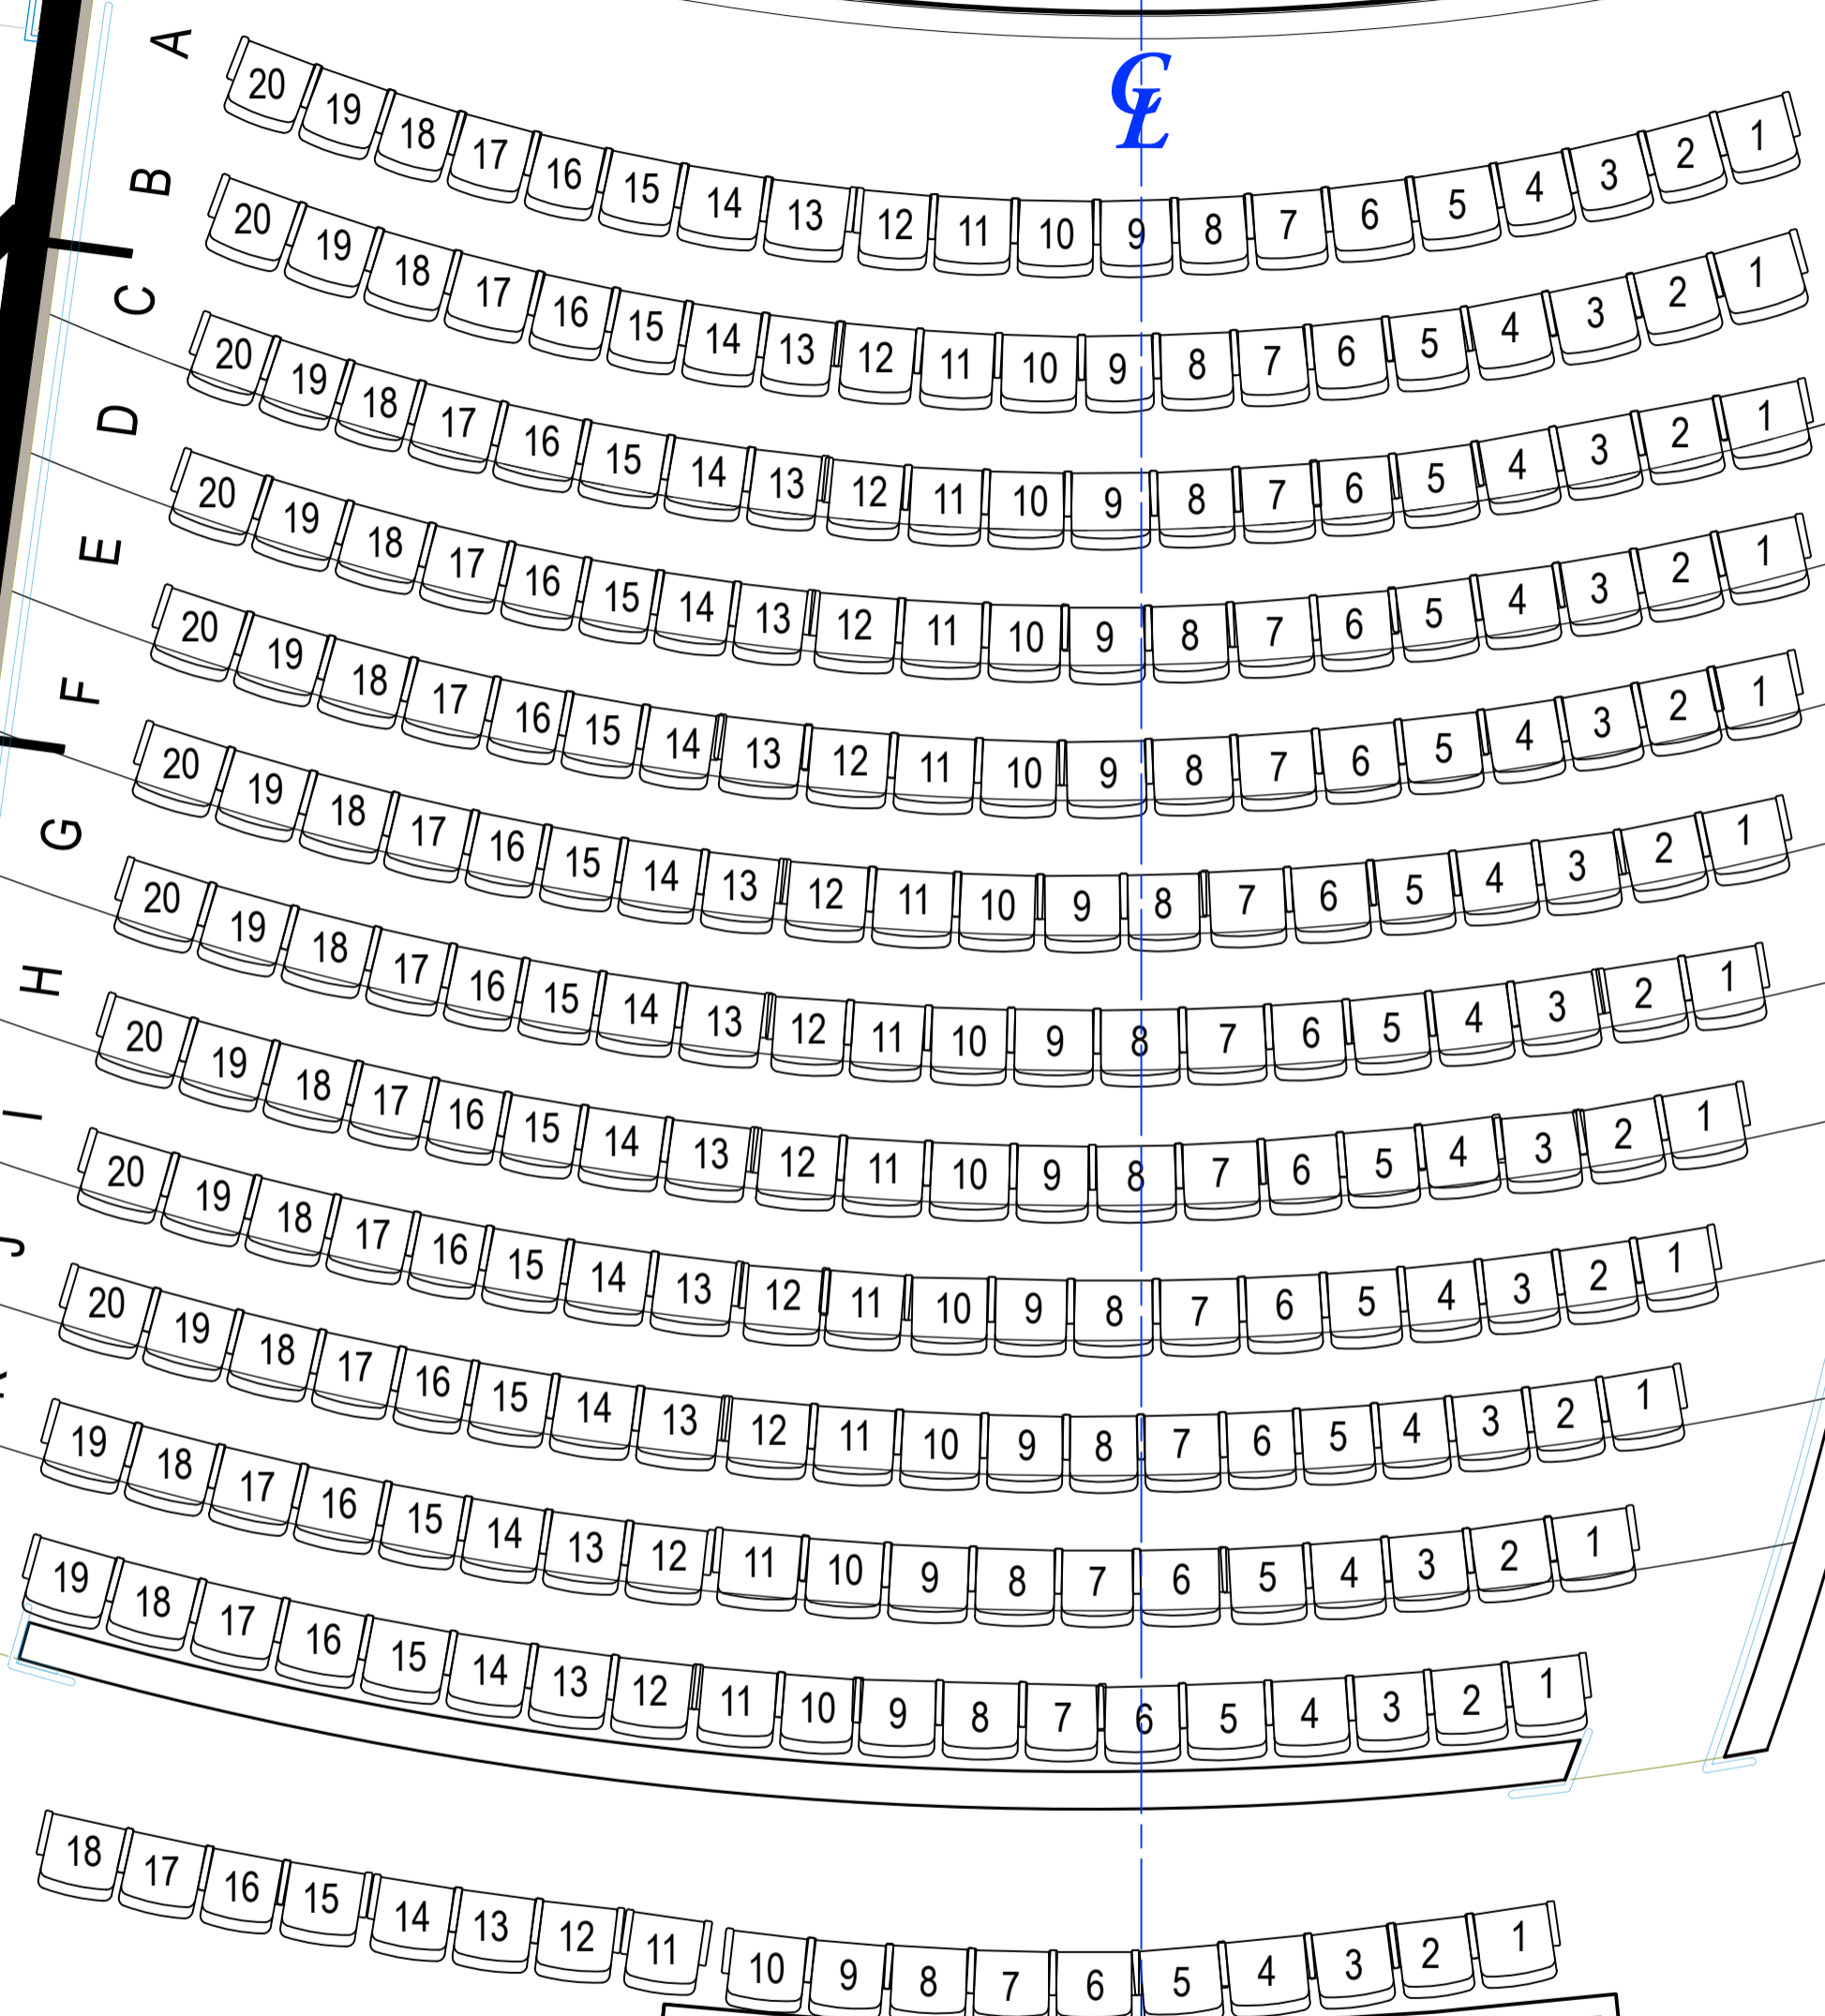 CL
A 20 19 18 17 16 15 14 13 12 11 10 9 8 7 6 5 4 3 2 1
B 20 19 18 17 16 15 14 13 12 11 10 9 8 7 6 5 4 3 2 1
C 20 19 18 17 16 15 14 13 12 11 10 9 8 7 6 5 4 3 2 1
D 20 19 18 17 16 15 14 13 12 11 10 9 8 7 6 5 4 3 2 1
E 20 19 18 17 16 15 14 13 12 11 10 9 8 7 6 5 4 3 2 1
F 20 19 18 17 16 15 14 13 12 11 10 9 8 7 6 5 4 3 2 1
G 20 19 18 17 16 15 14 13 12 11 10 9 8 7 6 5 4 3 2 1
H 20 19 18 17 16 15 14 13 12 11 10 9 8 7 6 5 4 3 2 1
I 20 19 18 17 16 15 14 13 12 11 10 9 8 7 6 5 4 3 2 1
J 20 19 18 17 16 15 14 13 12 11 10 9 8 7 6 5 4 3 2 1
19 18 17 16 15 14 13 12 11 10 9 8 7 6 5 4 3 2 1
19 18 17 16 15 14 13 12 11 10 9 8 7 6 5 4 3 2 1
18 17 16 15 14 13 12 11 10 9 8 7 6 5 4 3 2 1